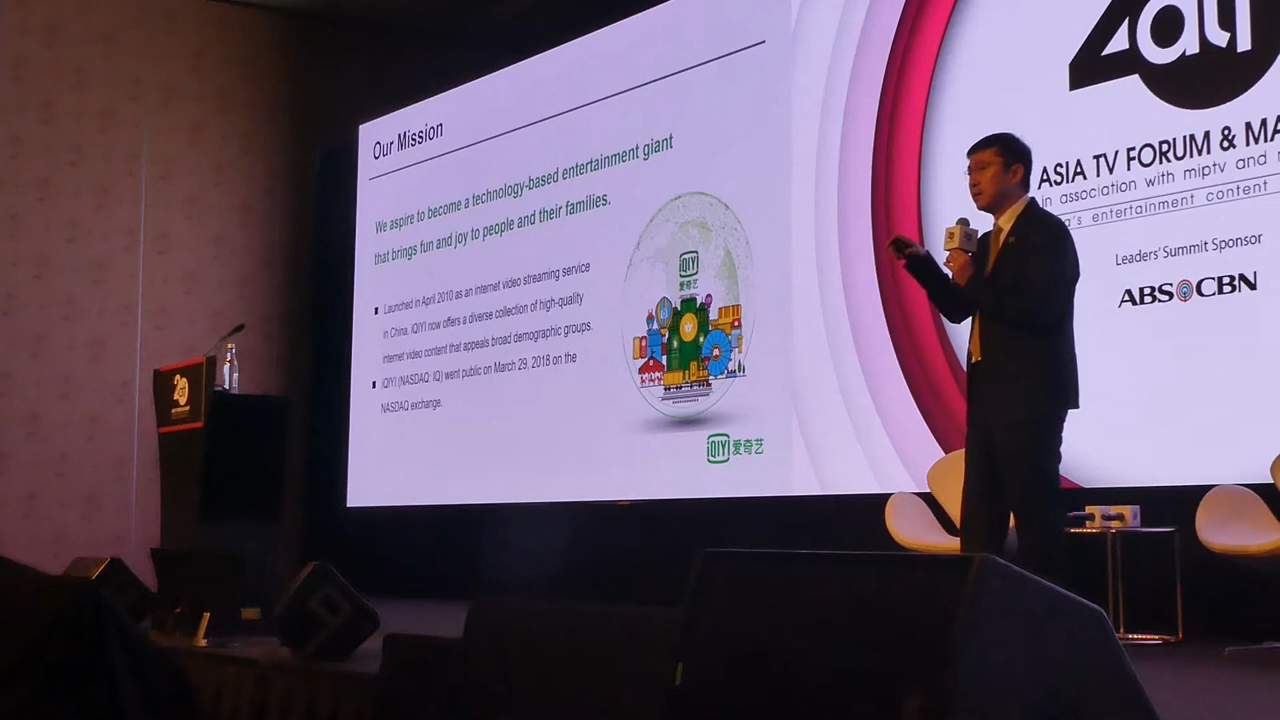 Our Mission
We aspire to become a technology-based entertainment giant
that brings fun and joy to people and their families.
Launched in April 2010 as an internet video streaming service
in China. iQIYI now offers a diverse collection of high-quality
internet video content that appeals broad demographic groups.
iQIYI (NASDAQ: IQ) went public on March 29, 2018 on the
NASDAQ exchange.
iQIYI
爱奇艺
iQIYI 爱奇艺
20
atf
ASIA TV FORUM & MA
in association with miptv and
a's entertainment content
Leaders' Summit Sponsor
ABS CBN
20